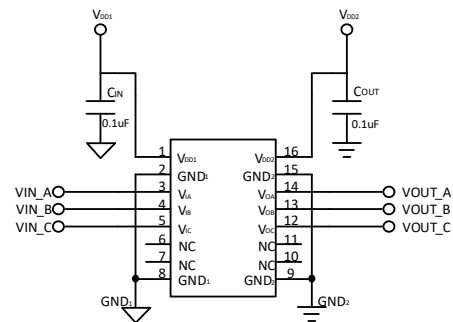 VDD1 VDD2
CIN COUT
0.1uF 0.1uF
1 VDD1 VDD2 16
2 GND1 GND2 15
VIN_A 3 VIA VOA 14 VOUT_A
VIN_B 4 VIB VOB 13 VOUT_B
VIN_C 5 VIC VOC 12 VOUT_C
6 NC NC 11
7 NC NC 10
8 GND1 GND2 9
GND1 GND2